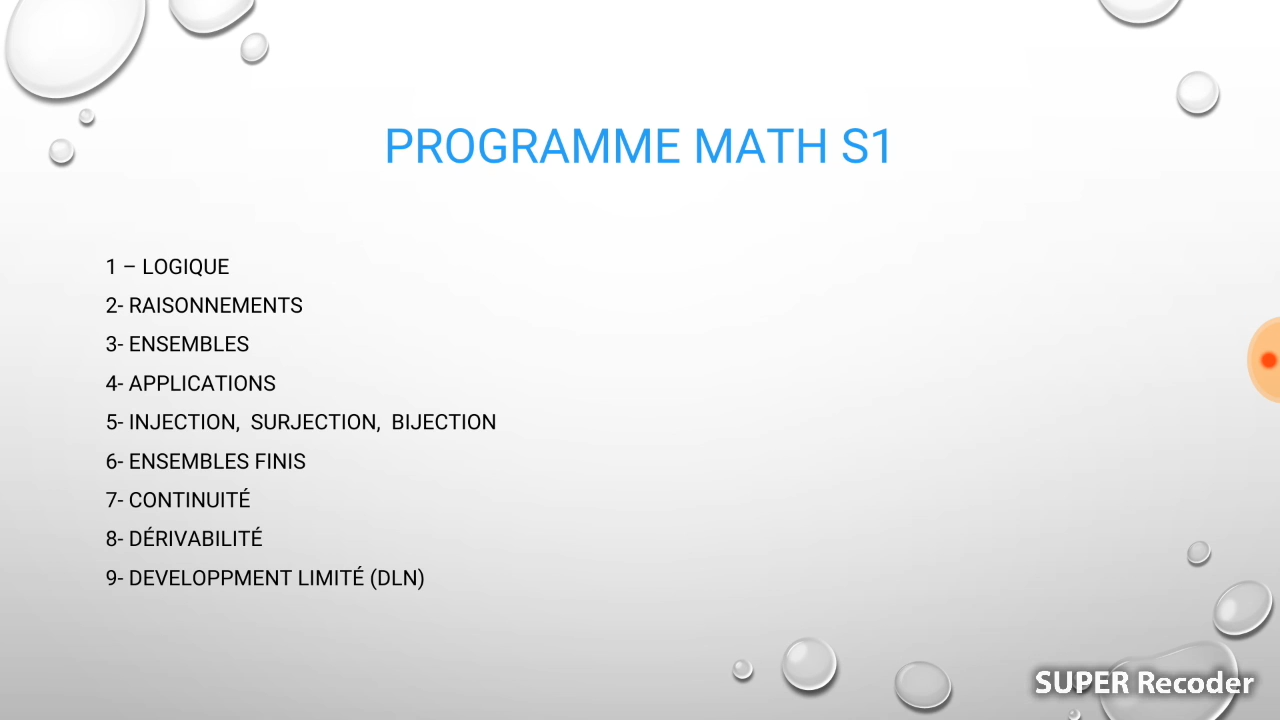 PROGRAMME MATH S1
1 – LOGIQUE
2- RAISONNEMENTS
3- ENSEMBLES
4- APPLICATIONS
5- INJECTION, SURJECTION, BIJECTION
6- ENSEMBLES FINIS
7- CONTINUITÉ
8- DÉRIVABILITÉ
9- DEVELOPPMENT LIMITÉ (DLN)
SUPER Recoder